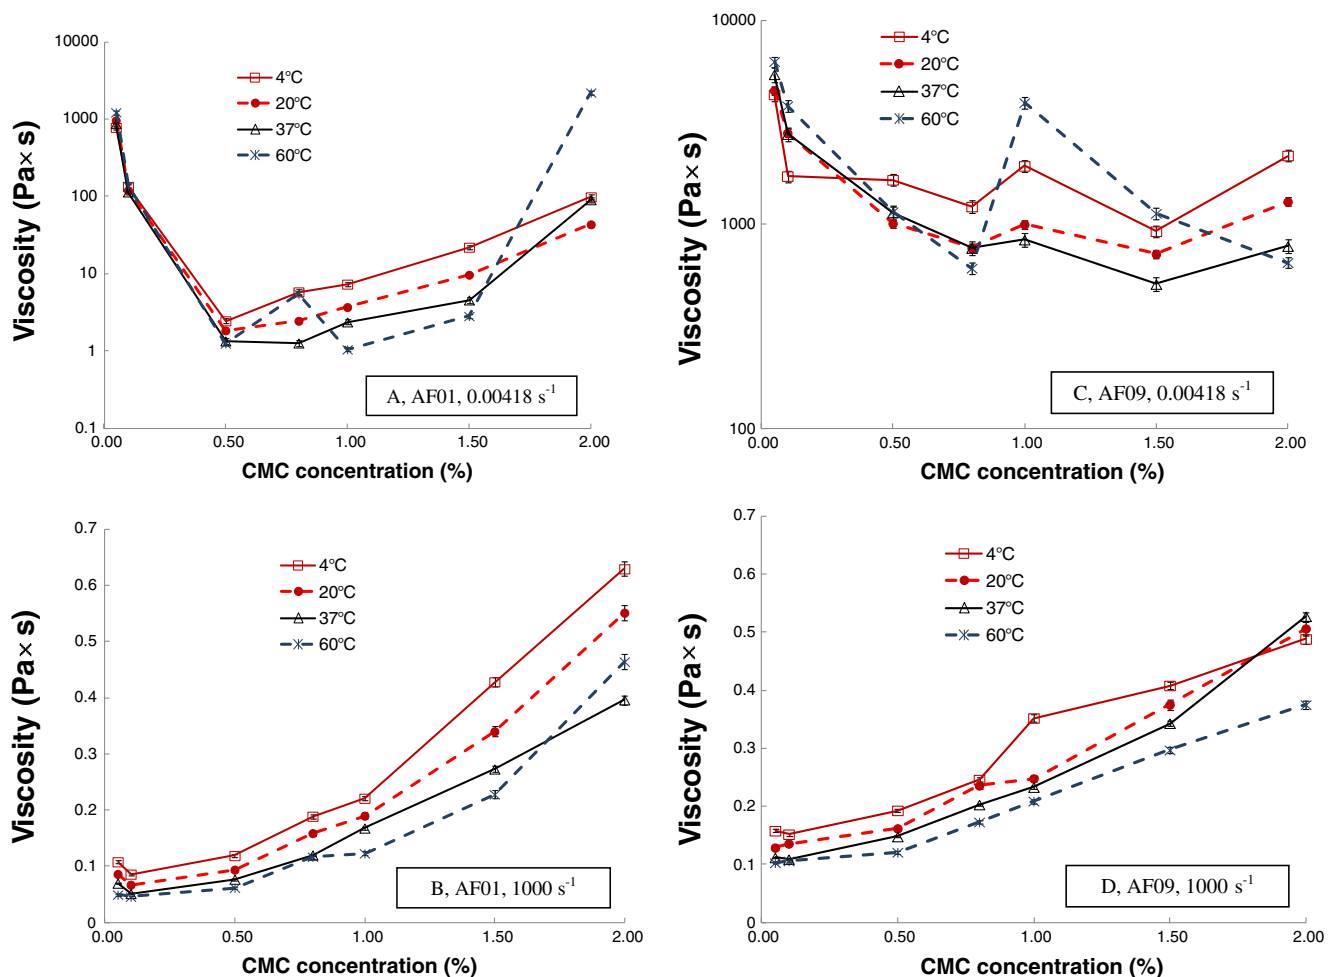 10000
1000
100
10
1
0.1
0.00
0.50
1.00
1.50
2.00
Viscosity (Pa× s)
CMC concentration (%)
4°C
20°C
37°C
60°C
A, AF01, 0.00418 s⁻¹
10000
1000
100
0.00
0.50
1.00
1.50
2.00
Viscosity (Pa× s)
CMC concentration (%)
4°C
20°C
37°C
60°C
C, AF09, 0.00418 s⁻¹
0.7
0.6
0.5
0.4
0.3
0.2
0.1
0
0.00
0.50
1.00
1.50
2.00
Viscosity (Pa× s)
CMC concentration (%)
4°C
20°C
37°C
60°C
B, AF01, 1000 s⁻¹
0.7
0.6
0.5
0.4
0.3
0.2
0.1
0
0.00
0.50
1.00
1.50
2.00
Viscosity (Pa× s)
CMC concentration (%)
4°C
20°C
37°C
60°C
D, AF09, 1000 s⁻¹